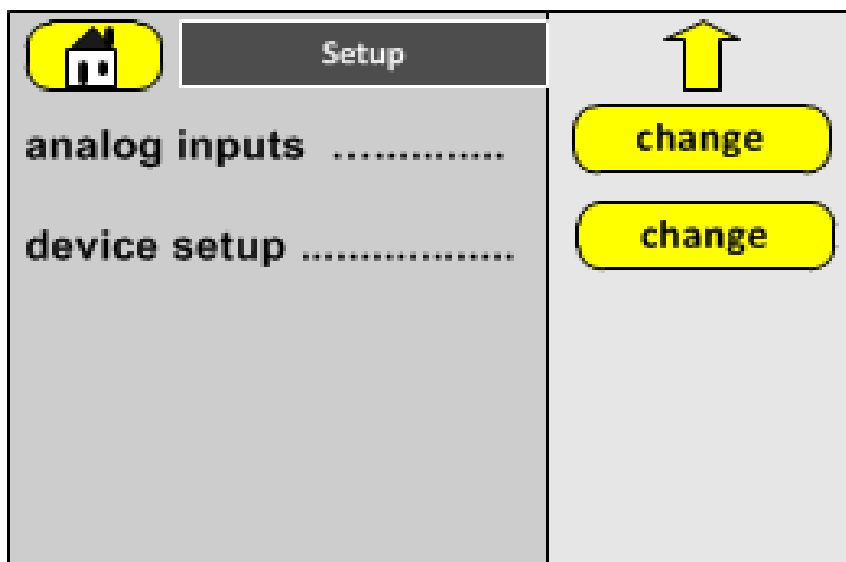 Setup
analog inputs .............. change
device setup .................. change